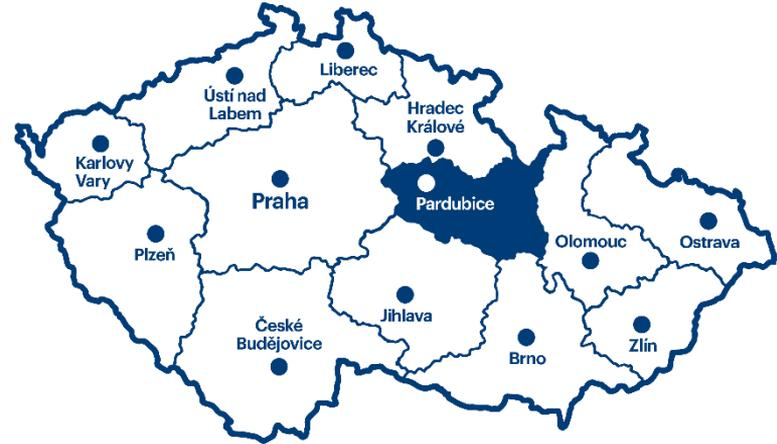 Liberec
Ústí nad
Labem
Hradec
Králové
Karlovy
Vary
Praha
Pardubice
Plzeň
Olomouc
Ostrava
Jihlava
České
Budějovice
Brno
Zlín